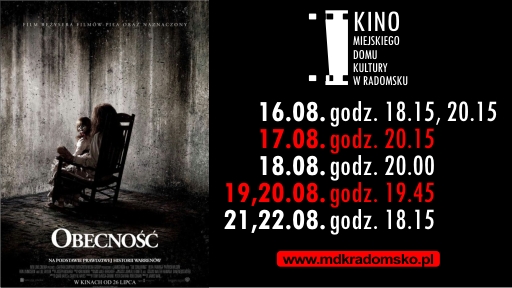 FILM REŻYSERA FILMÓW PIŁA ORAZ NAZNACZONY
OBECNOŚĆ
NA PODSTAWIE PRAWDZIWEJ HISTORII WARRENÓW
W KINACH OD 26 LIPCA
KINO
MIEJSKIEGO
DOMU
KULTURY
W RADOMSKU
16.08. godz. 18.15, 20.15
17.08. godz. 20.15
18.08. godz. 20.00
19,20.08. godz. 19.45
21,22.08. godz. 18.15
www.mdkradomsko.pl